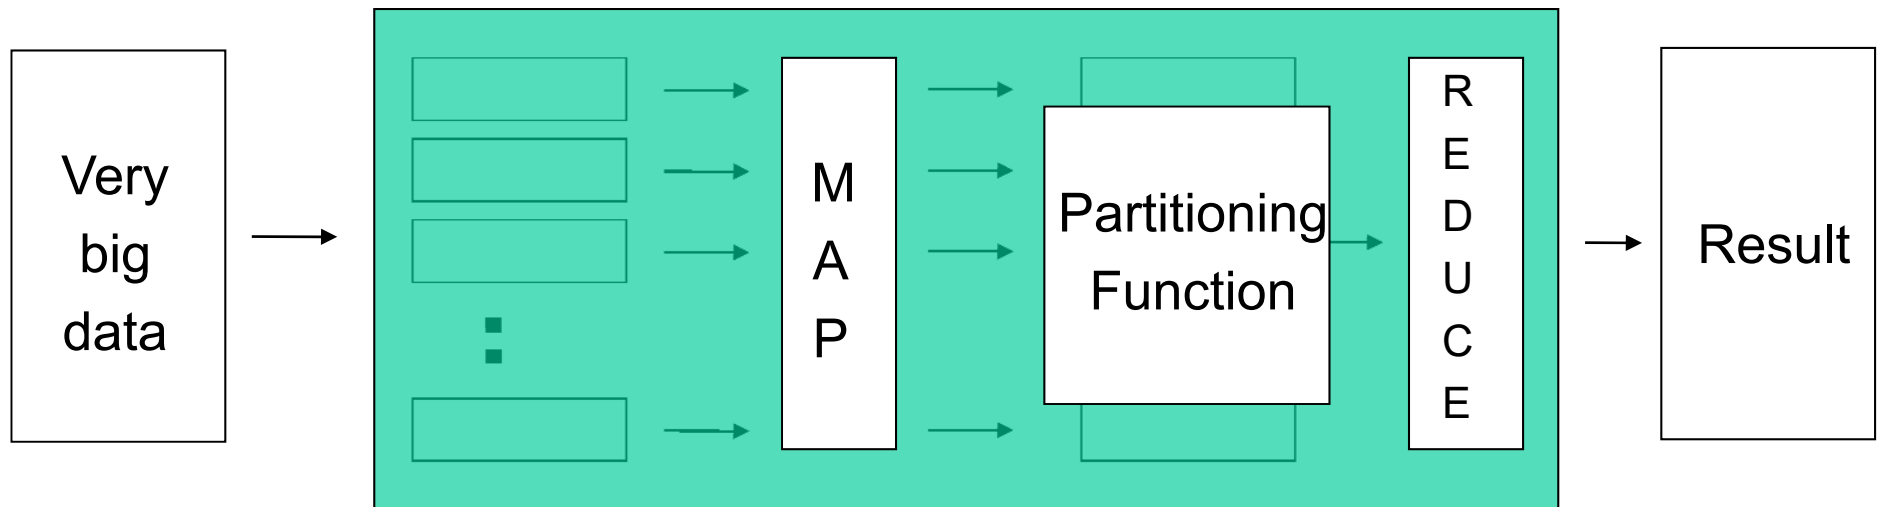 Very
big
data
M
A
P
Partitioning
Function
R
E
D
U
C
E
Result